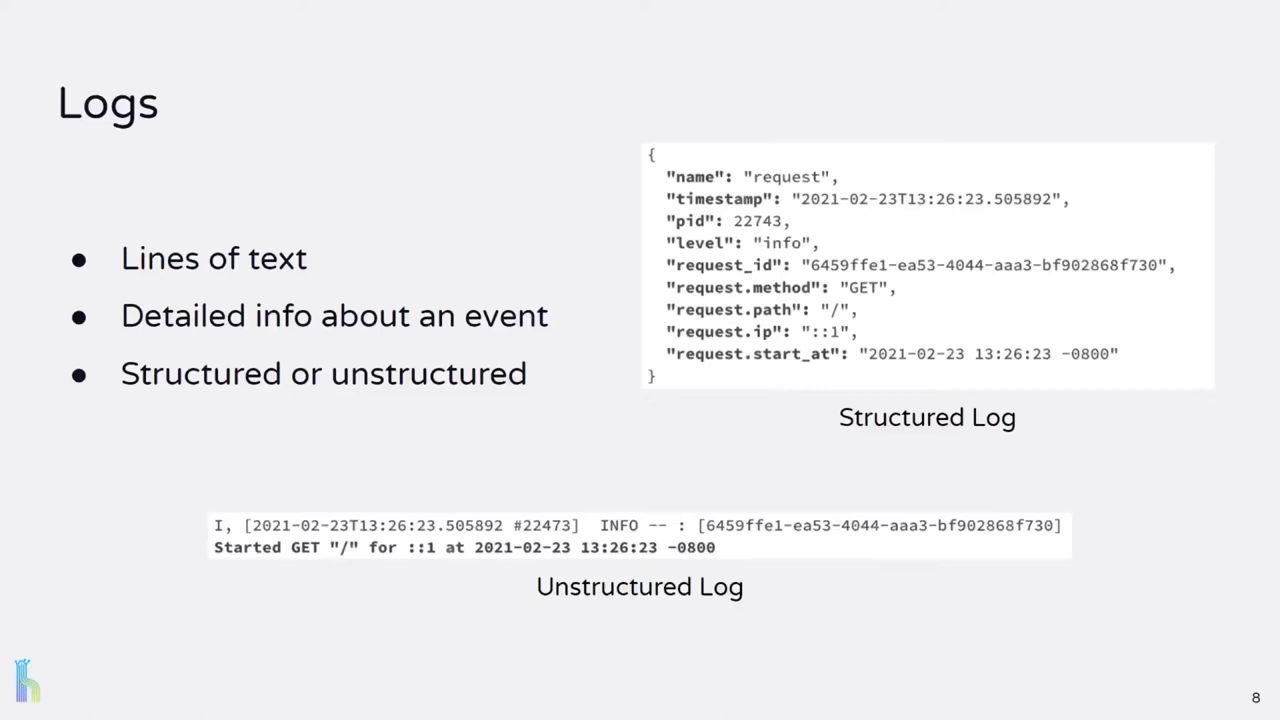 Logs
● Lines of text
● Detailed info about an event
● Structured or unstructured
{
"name": "request",
"timestamp": "2021-02-23T13:26:23.505892",
"pid": 22743,
"level": "info",
"request_id": "6459ffe1-ea53-4044-aaa3-bf902868f730",
"request.method": "GET",
"request.path": "/",
"request.ip": "::1",
"request.start_at": "2021-02-23 13:26:23 -0800"
}
Structured Log
I, [2021-02-23T13:26:23.505892 #22473]  INFO -- : [6459ffe1-ea53-4044-aaa3-bf902868f730]
Started GET "/" for ::1 at 2021-02-23 13:26:23 -0800
Unstructured Log
8